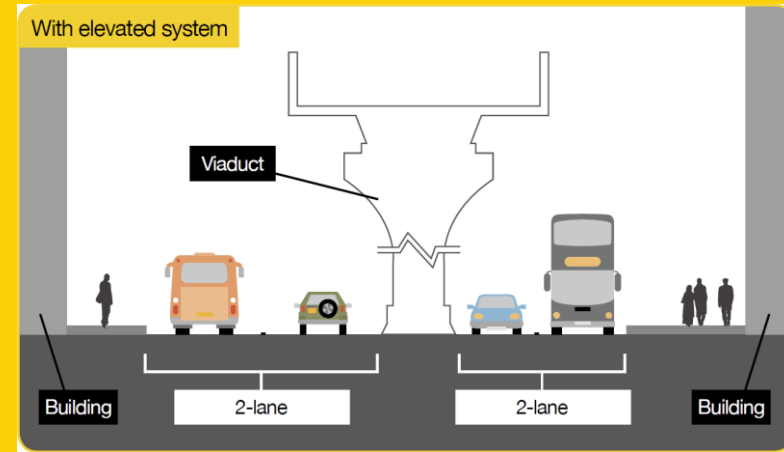 With elevated system
Viaduct
Building
2-lane
2-lane
Building